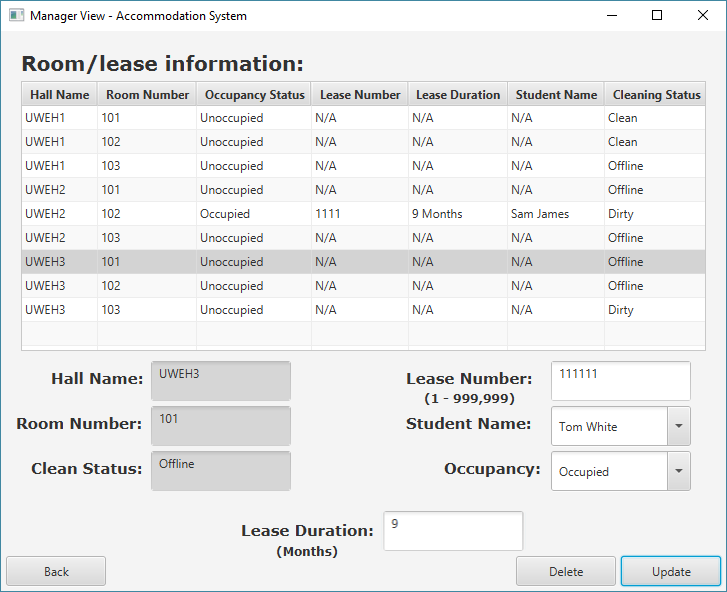 Manager View - Accommodation System
Room/lease information:
Hall Name Room Number Occupancy Status Lease Number Lease Duration Student Name Cleaning Status
UWEH1 101 Unoccupied N/A N/A N/A Clean
UWEH1 102 Unoccupied N/A N/A N/A Clean
UWEH1 103 Unoccupied N/A N/A N/A Offline
UWEH2 101 Unoccupied N/A N/A N/A Offline
UWEH2 102 Occupied 1111 9 Months Sam James Dirty
UWEH2 103 Unoccupied N/A N/A N/A Offline
UWEH3 101 Unoccupied N/A N/A N/A Offline
UWEH3 102 Unoccupied N/A N/A N/A Offline
UWEH3 103 Unoccupied N/A N/A N/A Dirty
Hall Name: UWEH3 Lease Number: 111111
(1 - 999,999)
Room Number: 101 Student Name: Tom White
Clean Status: Offline Occupancy: Occupied
Lease Duration: 9
(Months)
Back Delete Update